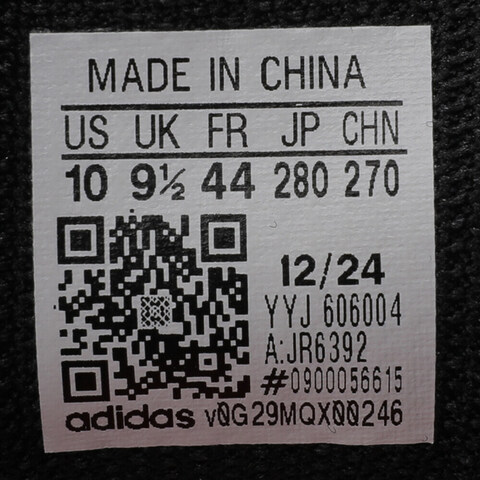 MADE IN CHINA
US UK FR JP CHN
10 9½ 44 280 270
12/24
YYJ 606004
A:JR6392
#0900056615
adidas v0G29MQX00246